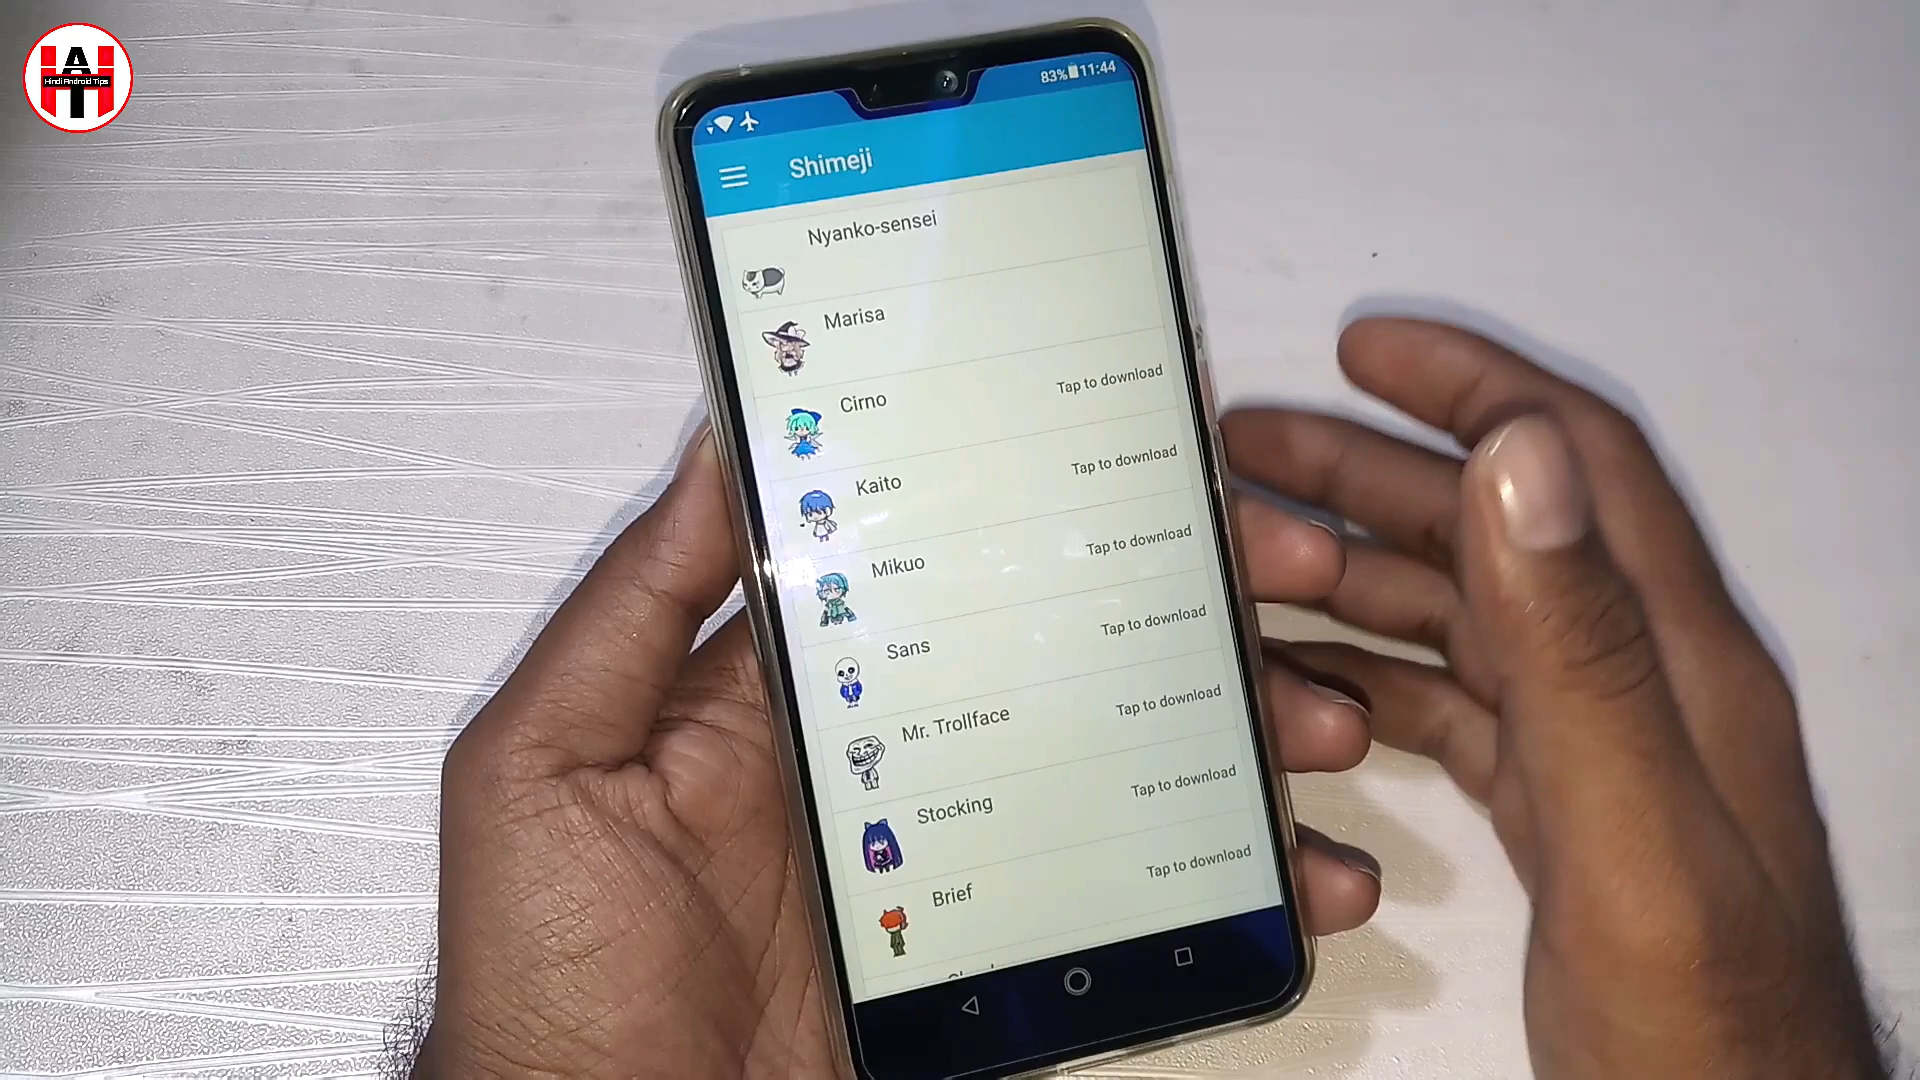 HAT
Hindi Android Tips
83% 11:44
Shimeji
Nyanko-sensei
Marisa
Cirno Tap to download
Kaito Tap to download
Mikuo Tap to download
Sans Tap to download
Mr. Trollface Tap to download
Stocking Tap to download
Brief Tap to download